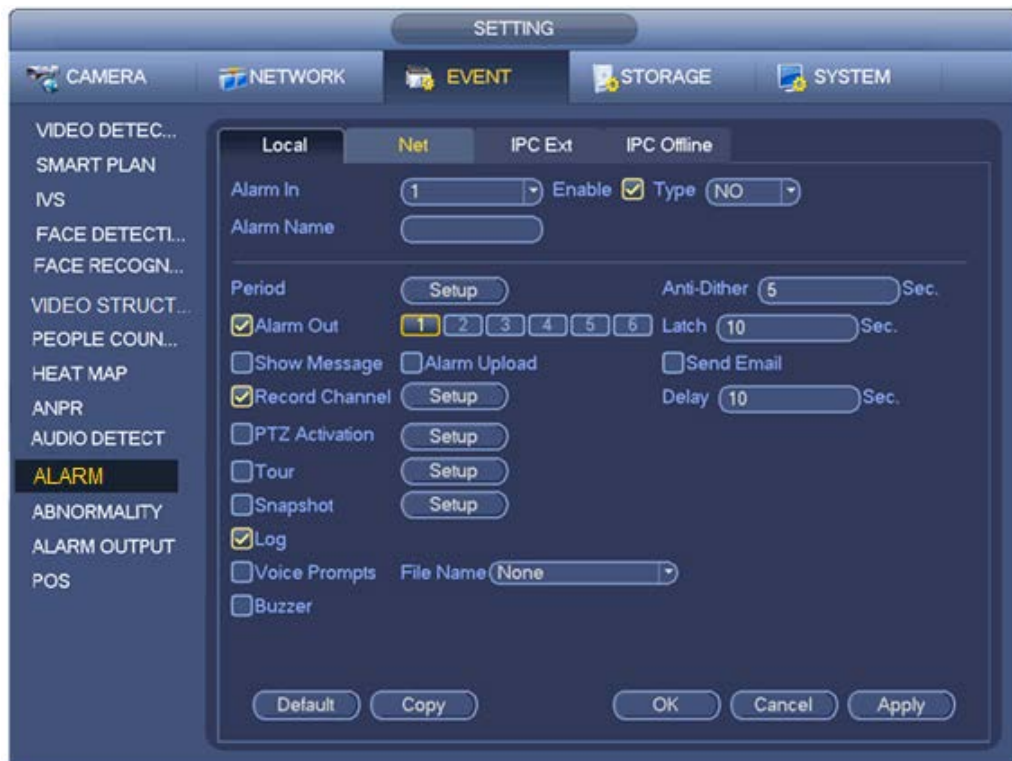 SETTING
CAMERA NETWORK EVENT STORAGE SYSTEM
VIDEO DETEC...
SMART PLAN
IVS
FACE DETECTI...
FACE RECOGN...
VIDEO STRUCT...
PEOPLE COUN...
HEAT MAP
ANPR
AUDIO DETECT
ALARM
ABNORMALITY
ALARM OUTPUT
POS
Local Net IPC Ext IPC Offline
Alarm In 1 Enable Type NO
Alarm Name
Period Setup Anti-Dither 5 Sec.
Alarm Out 1 2 3 4 5 6 Latch 10 Sec.
Show Message Alarm Upload Send Email
Record Channel Setup Delay 10 Sec.
PTZ Activation Setup
Tour Setup
Snapshot Setup
Log
Voice Prompts File Name None
Buzzer
Default Copy OK Cancel Apply